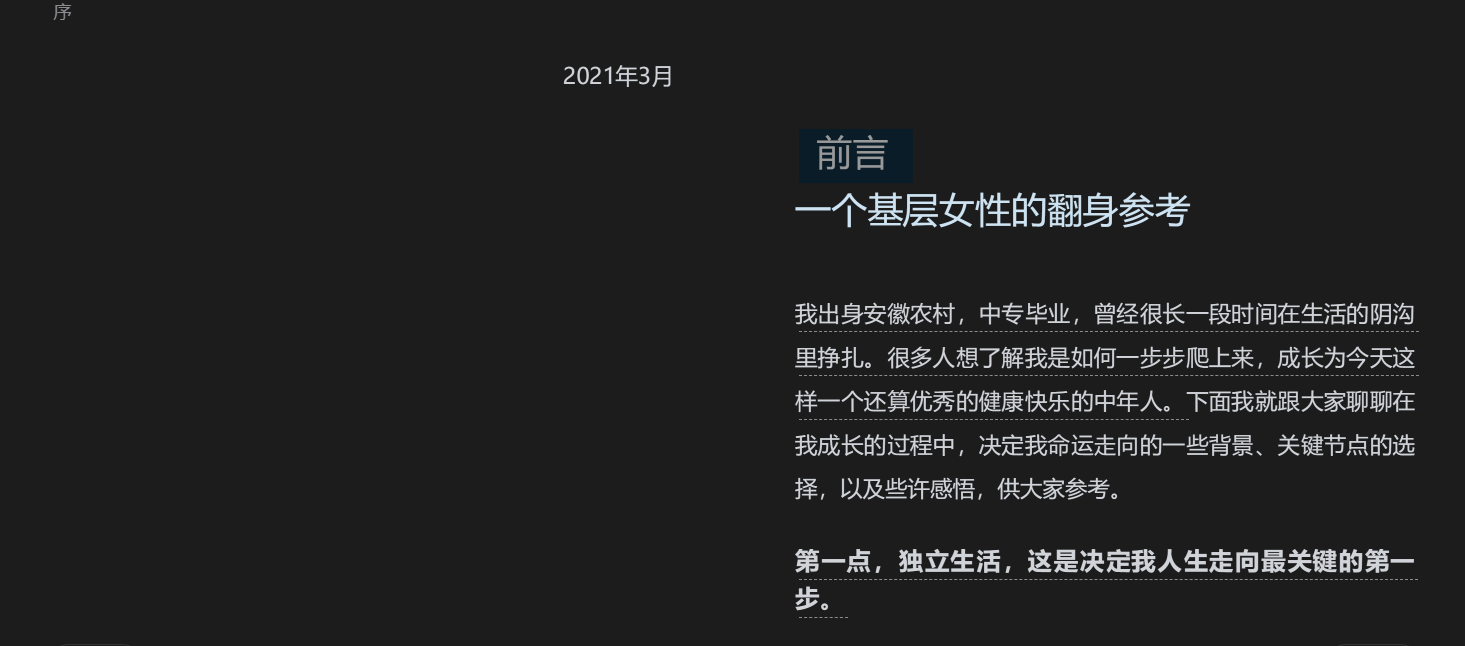 序
2021年3月
前言
一个基层女性的翻身参考
我出身安徽农村，中专毕业，曾经很长一段时间在生活的阴沟
里挣扎。很多人想了解我是如何一步步爬上来，成长为今天这
样一个还算优秀的健康快乐的中年人。下面我就跟大家聊聊在
我成长的过程中，决定我命运走向的一些背景、关键节点的选
择，以及些许感悟，供大家参考。
第一点，独立生活，这是决定我人生走向最关键的第一
步。